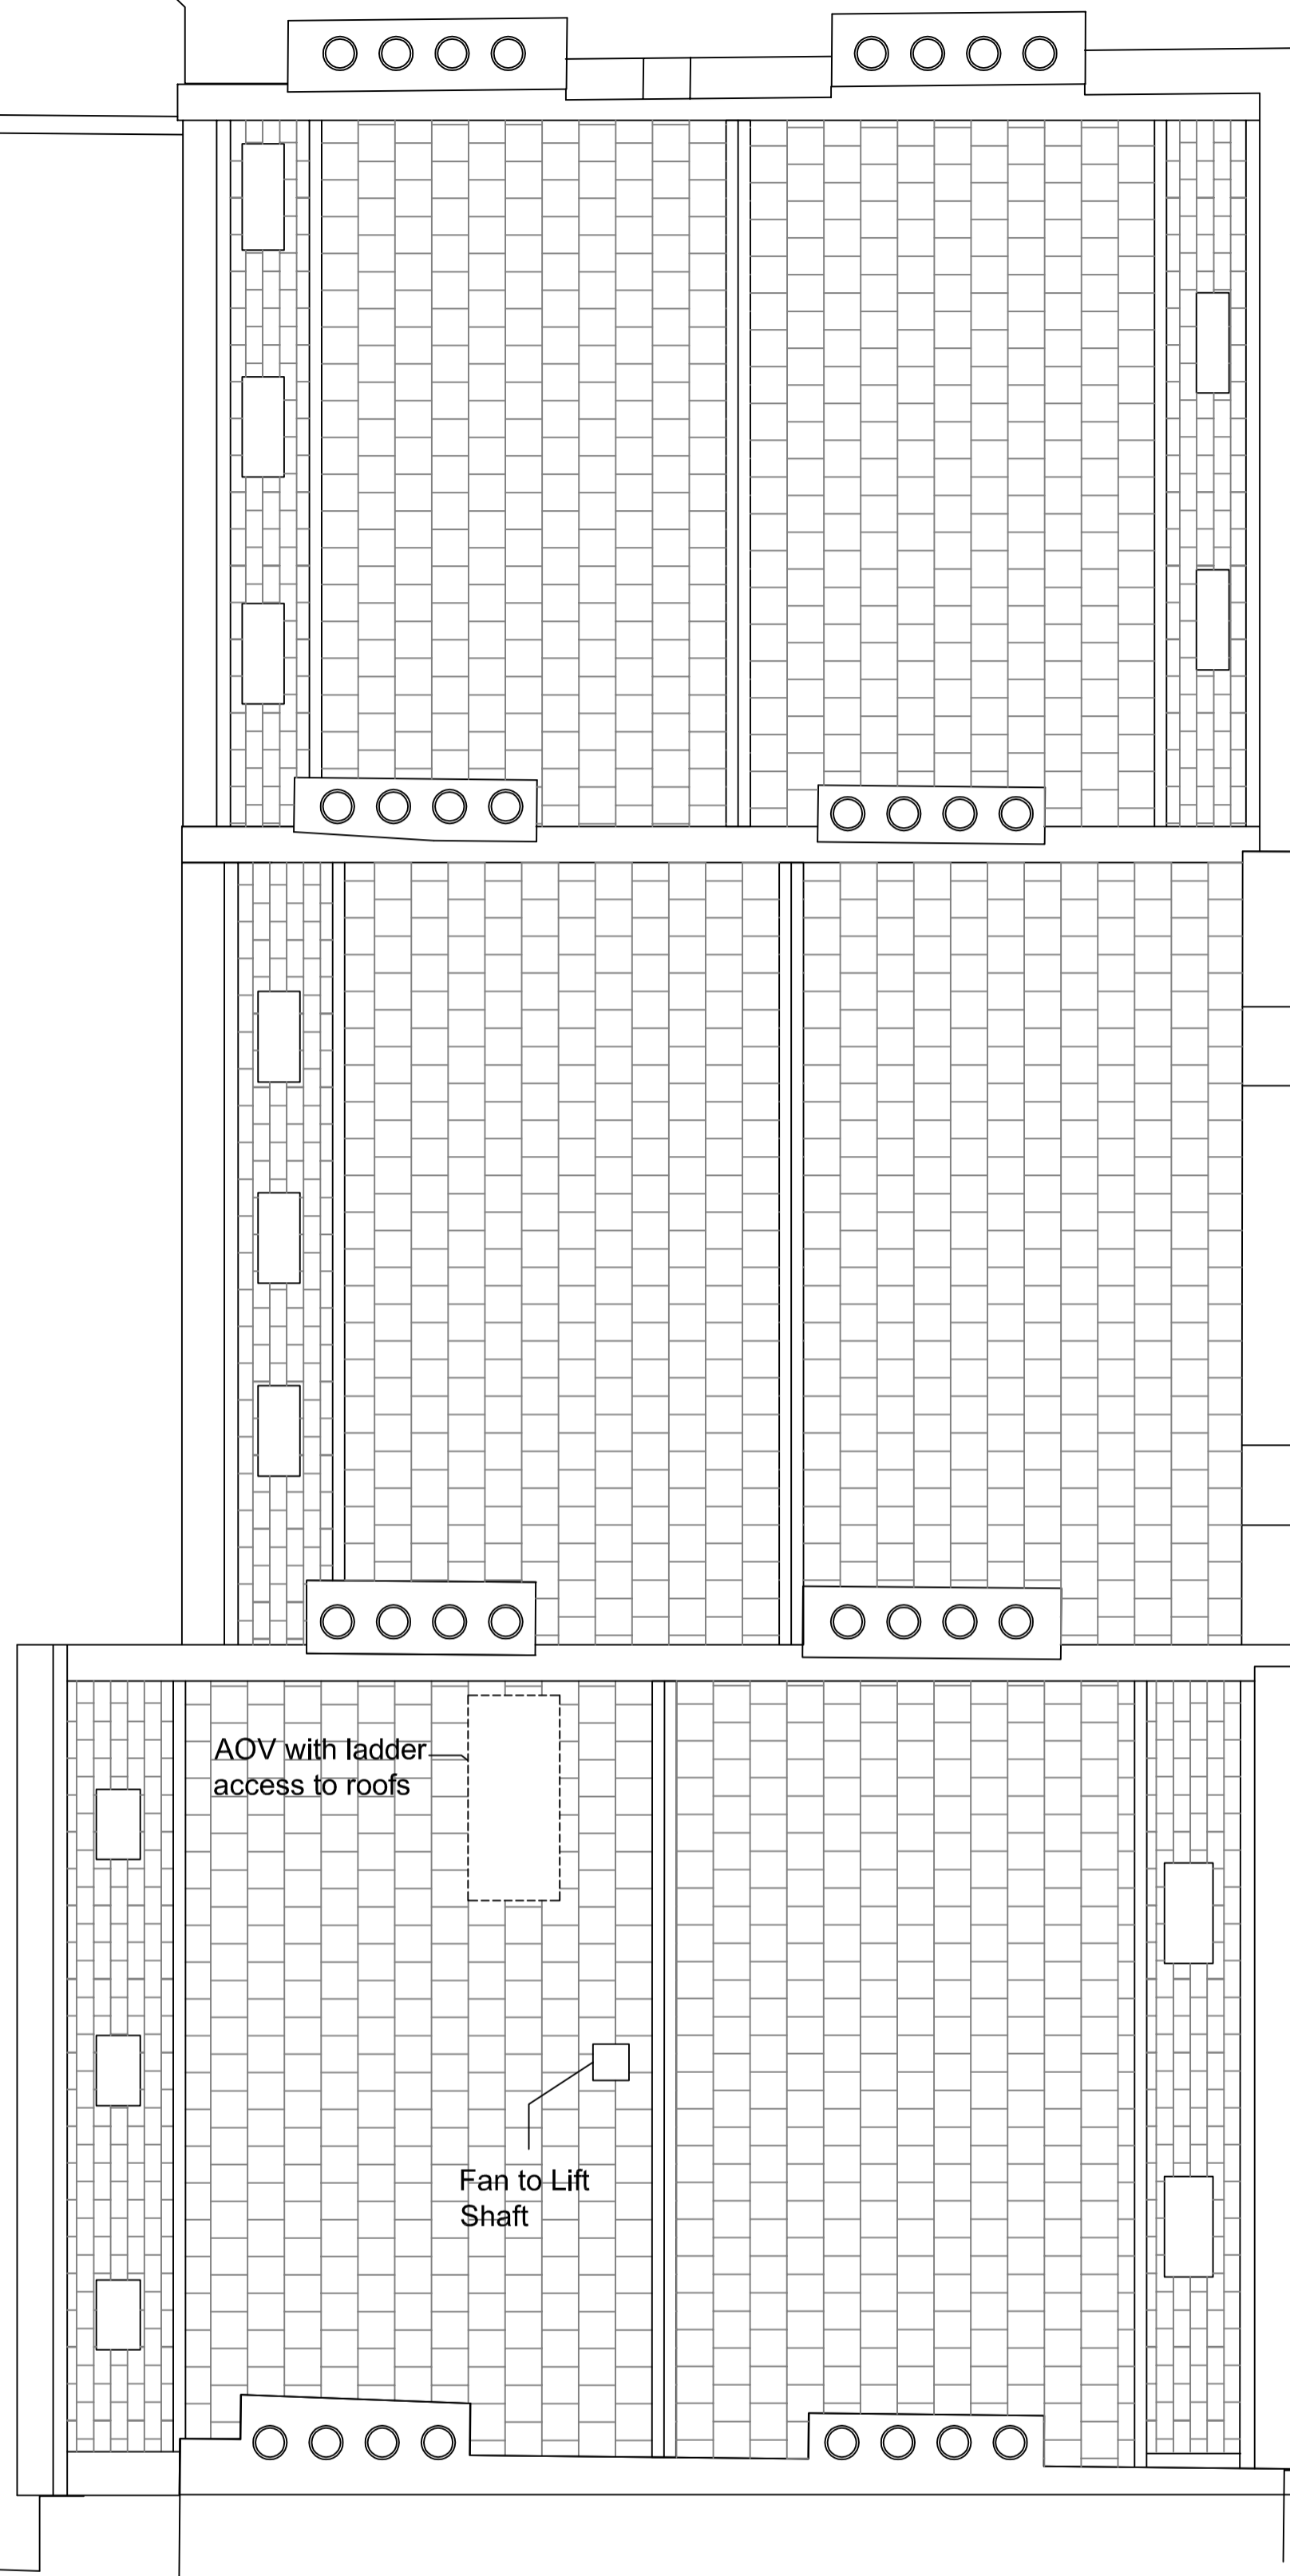 AOV with ladder
access to roofs
Fan to Lift
Shaft